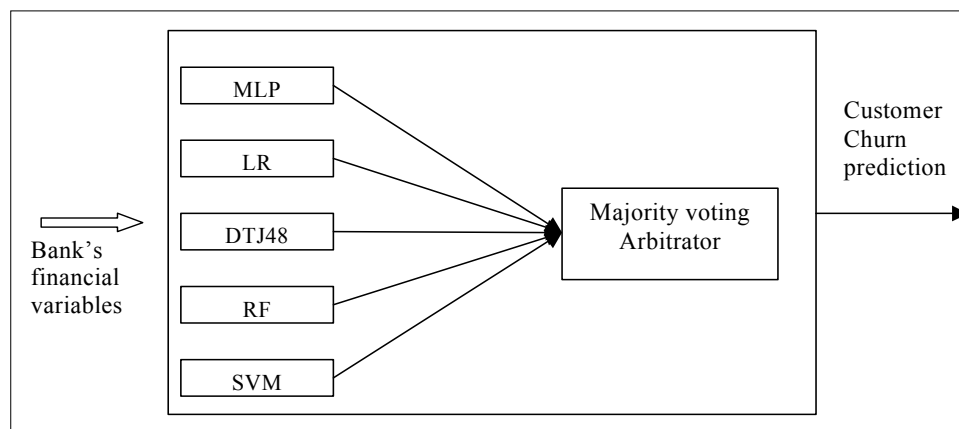 Bank's
financial
variables
MLP
LR
DTJ48
RF
SVM
Majority voting
Arbitrator
Customer
Churn
prediction